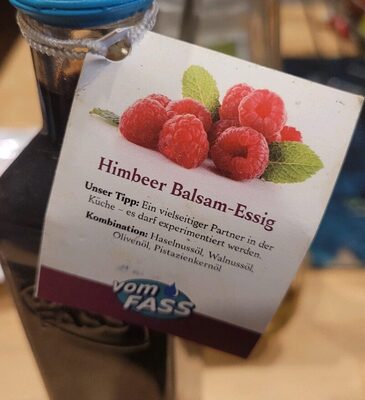 Himbeer Balsam-Essig
Unser Tipp: Ein vielseitiger Partner in der
Küche – es darf experimentiert werden.
Kombination: Haselnussöl, Walnussöl,
Olivenöl, Pistazienkernöl
vom
FASS